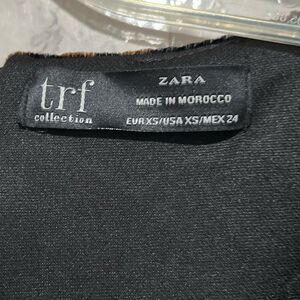 trf
collection
ZARA
MADE IN MOROCCO
EUR XS/USA XS/MEX 24